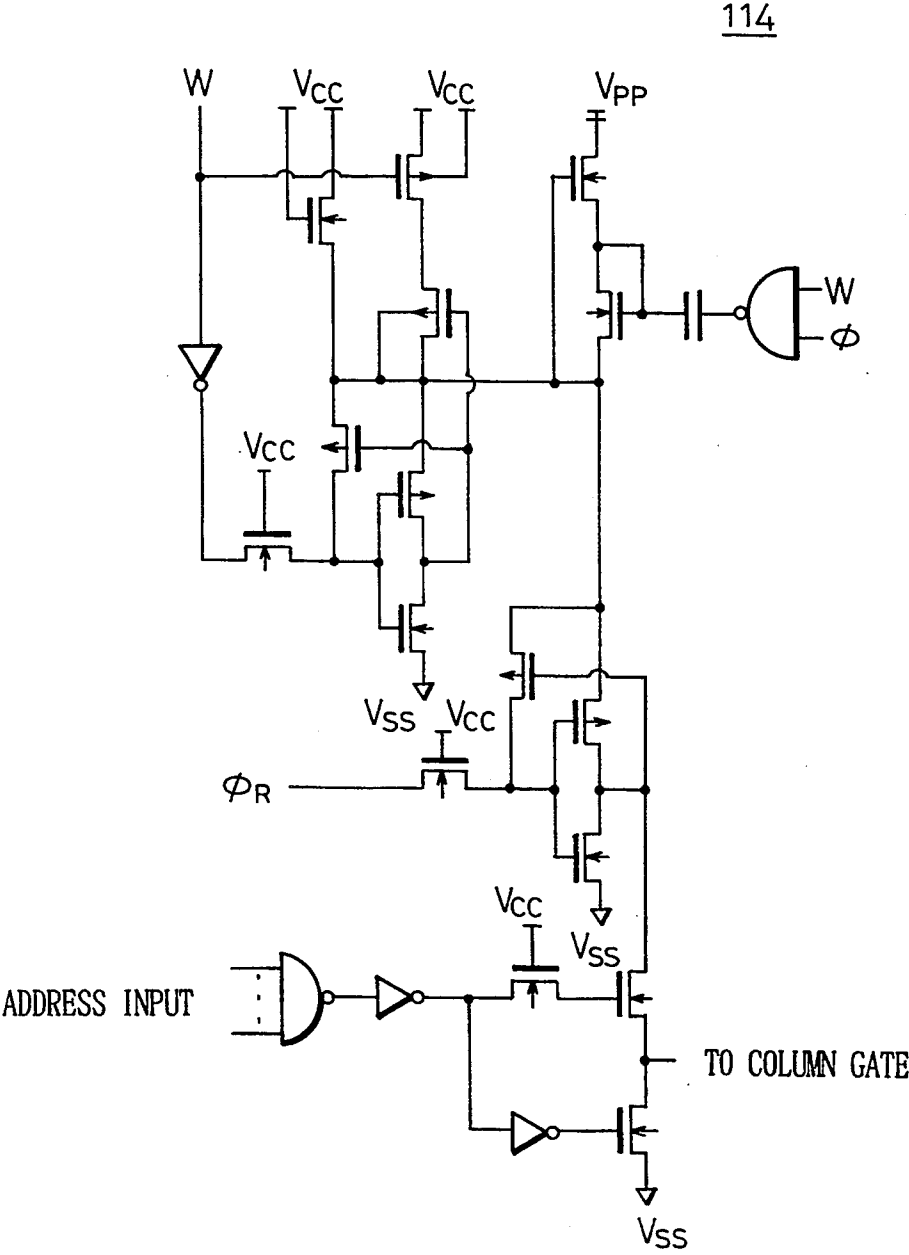 114
W
VCC
VCC
VPP
W
ϕ
VCC
VSS
VCC
ϕR
VCC
VSS
ADDRESS INPUT
TO COLUMN GATE
VSS